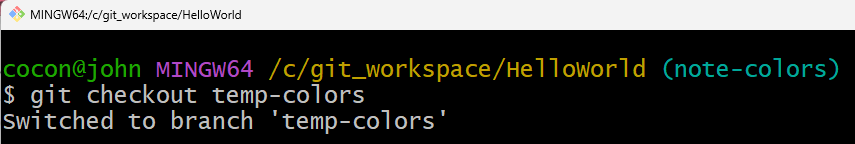 MINGW64:/c/git_workspace/HelloWorld
cocon@john MINGW64 /c/git_workspace/HelloWorld (note-colors)
$ git checkout temp-colors
Switched to branch 'temp-colors'